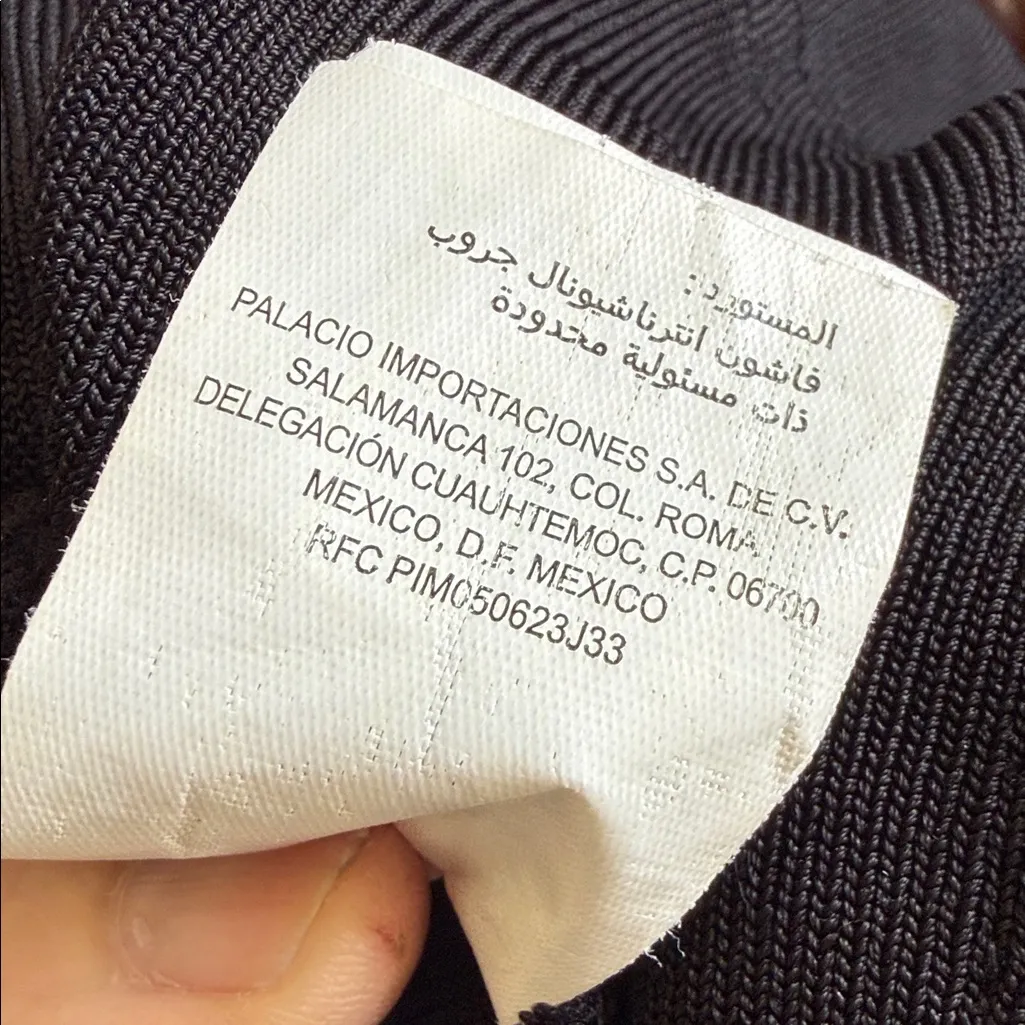 المستورد:
فاشون انترناشيونال جروب
ذات مسئولية محدودة
PALACIO IMPORTACIONES S.A. DE C.V.
SALAMANCA 102, COL. ROMA
DELEGACIÓN CUAUHTEMOC, C.P. 06700
MEXICO, D.F. MEXICO
RFC PIM050623J33